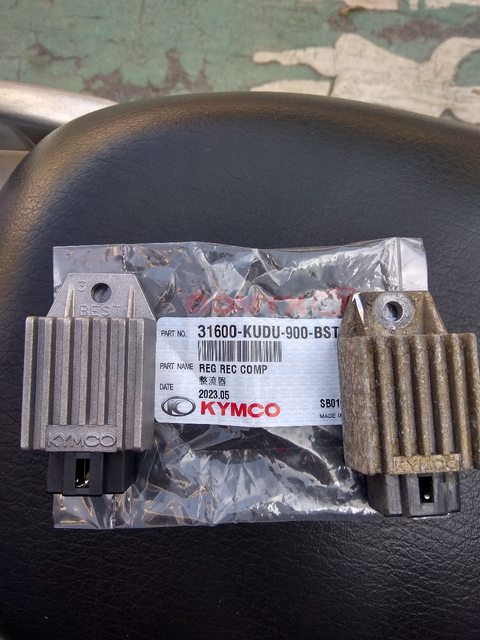 3
BEST
KYMCO
PART NO. 31600-KUDU-900-BST
PART NAME REG REC COMP
整流器
DATE 2023.05
KYMCO
SB01
MADE IN
KYMCO